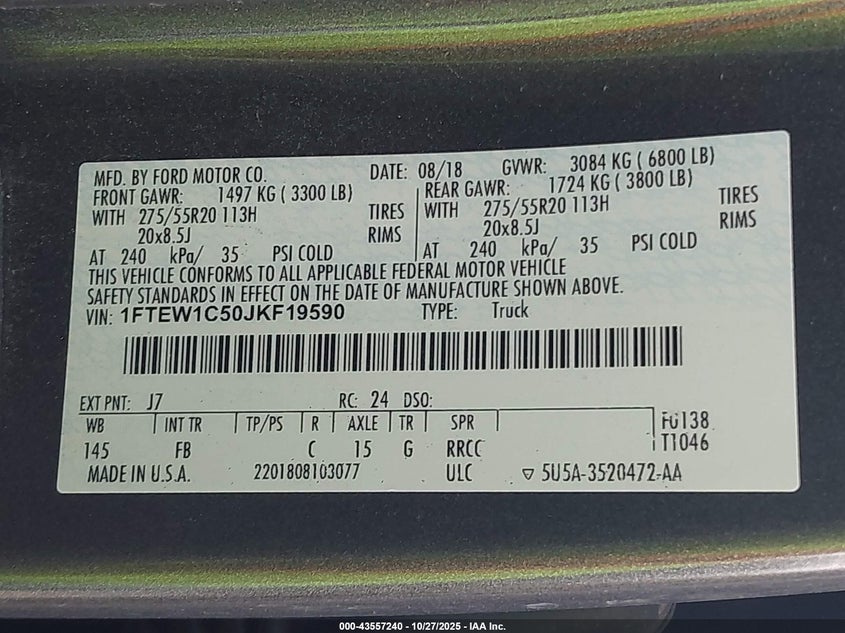 MFD. BY FORD MOTOR CO. DATE: 08/18 GVWR: 3084 KG ( 6800 LB)
FRONT GAWR: 1497 KG ( 3300 LB) REAR GAWR: 1724 KG ( 3800 LB)
WITH 275/55R20 113H TIRES WITH 275/55R20 113H TIRES
20x8.5J RIMS 20x8.5J RIMS
AT 240 kPa/ 35 PSI COLD AT 240 kPa/ 35 PSI COLD
THIS VEHICLE CONFORMS TO ALL APPLICABLE FEDERAL MOTOR VEHICLE
SAFETY STANDARDS IN EFFECT ON THE DATE OF MANUFACTURE SHOWN ABOVE.
VIN: 1FTEW1C50JKF19590 TYPE: Truck
EXT PNT: J7 RC: 24 DSO:
WB INT TR TP/PS R AXLE TR SPR F0138
145 FB C 15 G RRCC T1046
MADE IN U.S.A. 2201808103077 ULC ▽ 5U5A-3520472-AA
000-43557240 - 10/27/2025 - IAA Inc.